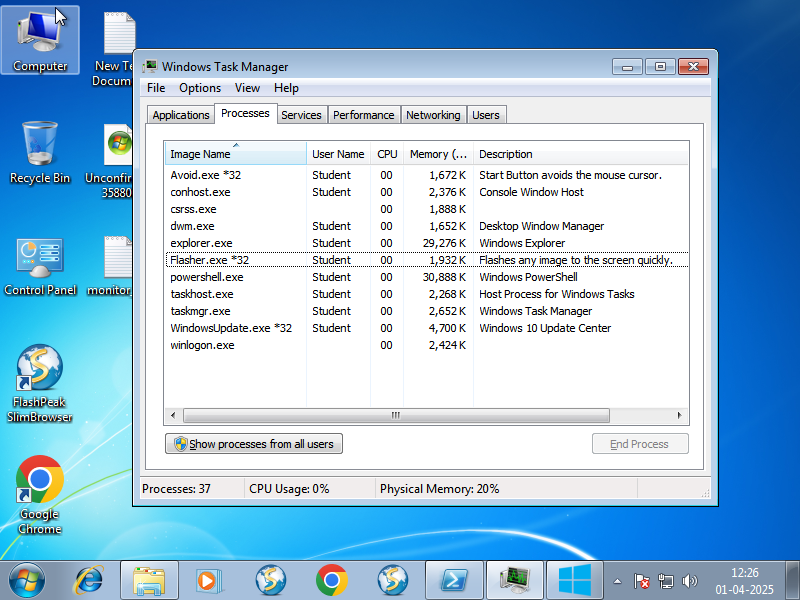 Computer
New Te
Docum
Recycle Bin
Unconfir
35880
Control Panel
monitor
FlashPeak
SlimBrowser
Google
Chrome
Windows Task Manager
File Options View Help
Applications Processes Services Performance Networking Users
Image Name User Name CPU Memory (... Description
Avoid.exe *32 Student 00 1,672 K Start Button avoids the mouse cursor.
conhost.exe Student 00 2,376 K Console Window Host
csrss.exe 00 1,888 K
dwm.exe Student 00 1,652 K Desktop Window Manager
explorer.exe Student 00 29,276 K Windows Explorer
Flasher.exe *32 Student 00 1,932 K Flashes any image to the screen quickly.
powershell.exe Student 00 30,888 K Windows PowerShell
taskhost.exe Student 00 2,268 K Host Process for Windows Tasks
taskmgr.exe Student 00 2,652 K Windows Task Manager
WindowsUpdate.exe *32 Student 00 4,700 K Windows 10 Update Center
winlogon.exe 00 2,424 K
Show processes from all users End Process
Processes: 37 CPU Usage: 0% Physical Memory: 20%
12:26
01-04-2025